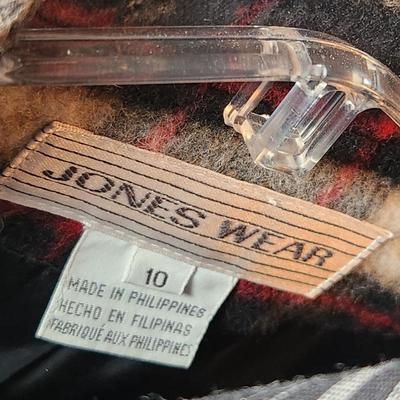 JONES WEAR
10
MADE IN PHILIPPINES
HECHO EN FILIPINAS
FABRIQUÉ AUX PHILIPPINES